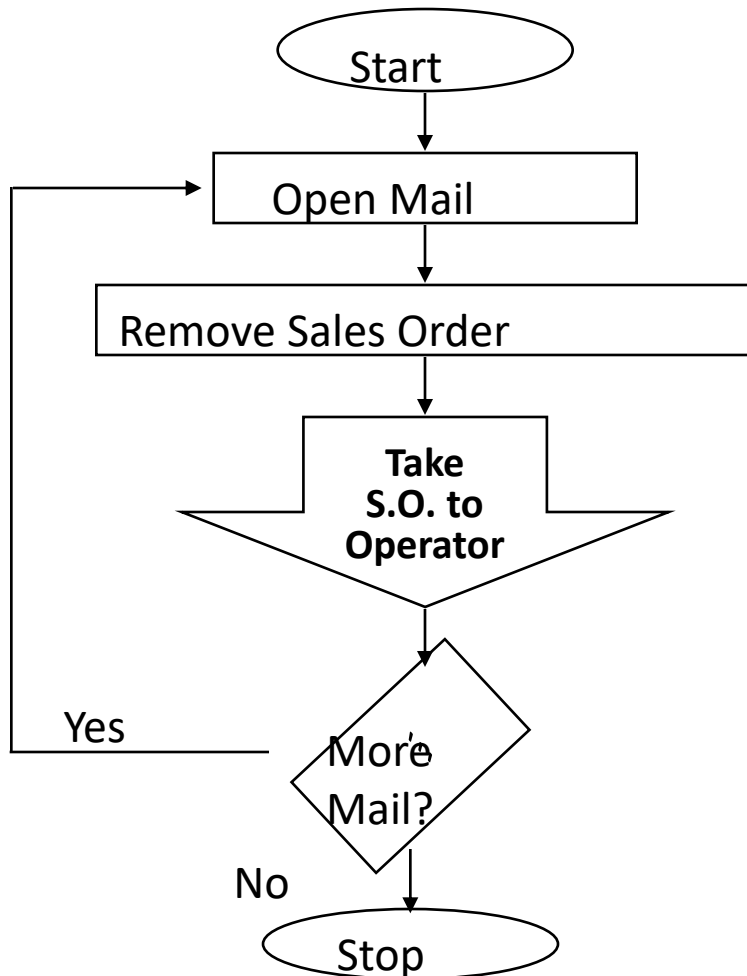 Start
Open Mail
Remove Sales Order
Take
S.O. to
Operator
Yes
More
Mail?
No
Stop